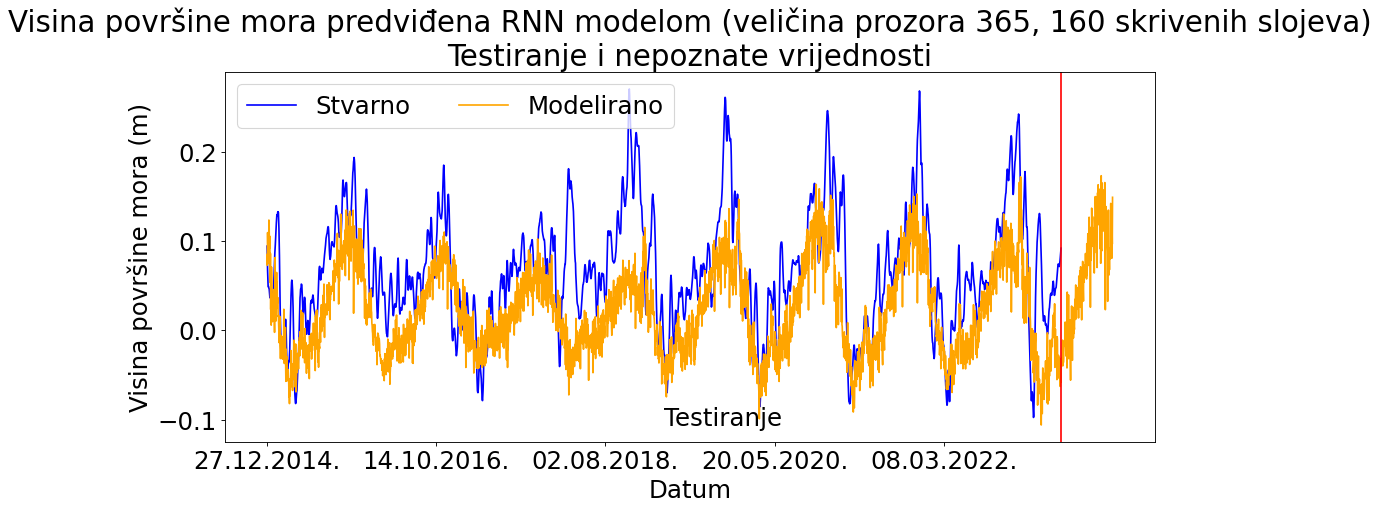 Visina površine mora predviđena RNN modelom (veličina prozora 365, 160 skrivenih slojeva)
Testiranje i nepoznate vrijednosti
Stvarno
Modelirano
Visina površine mora (m)
0.2
0.1
0.0
−0.1
Testiranje
27.12.2014.
14.10.2016.
02.08.2018.
20.05.2020.
08.03.2022.
Datum